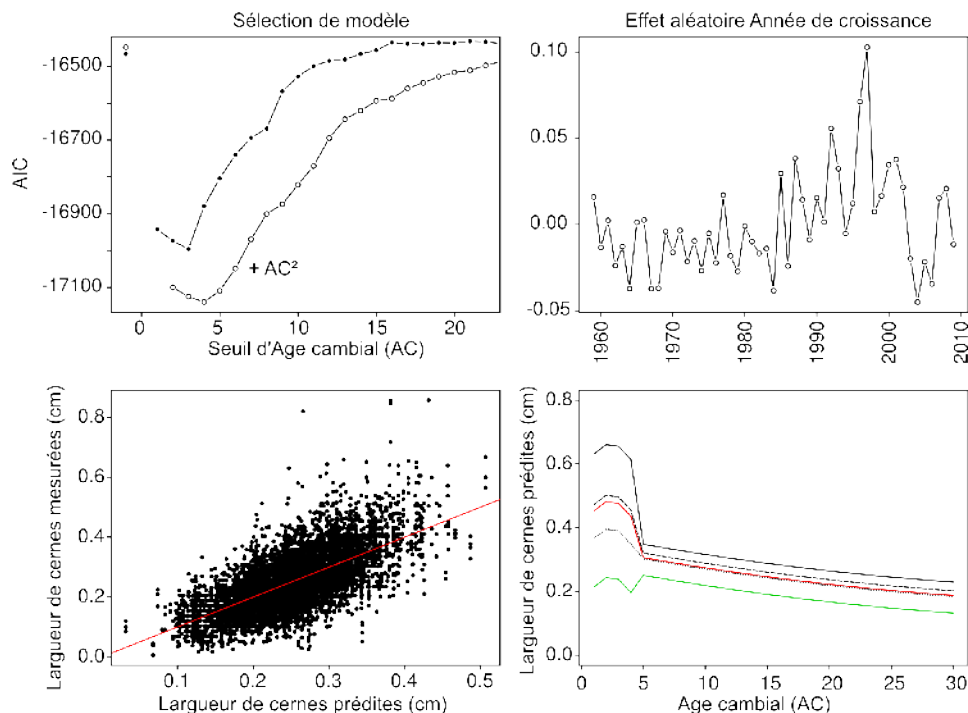 Sélection de modèle
AIC
-16500
-16700
-16900
-17100
+ AC²
0 5 10 15 20
Seuil d'Age cambial (AC)
Effet aléatoire Année de croissance
0.10
0.05
0.00
-0.05
1960 1970 1980 1990 2000 2010
Largueur de cernes mesurées (cm)
0.8
0.6
0.4
0.2
0.0
0.1 0.2 0.3 0.4 0.5
Largueur de cernes prédites (cm)
Largueur de cernes prédites (cm)
0.8
0.6
0.4
0.2
0.0
0 5 10 15 20 25 30
Age cambial (AC)